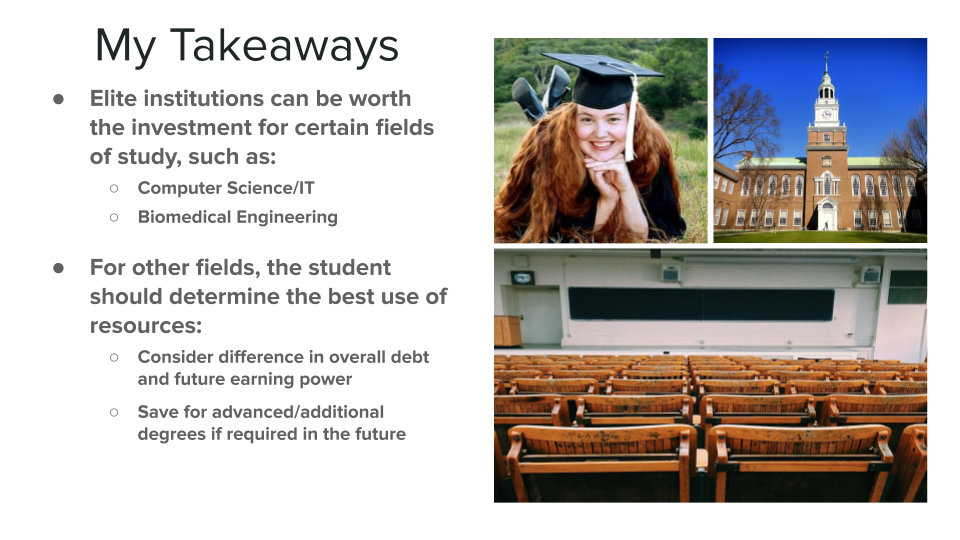 My Takeaways
● Elite institutions can be worth
the investment for certain fields
of study, such as:
○ Computer Science/IT
○ Biomedical Engineering
● For other fields, the student
should determine the best use of
resources:
○ Consider difference in overall debt
and future earning power
○ Save for advanced/additional
degrees if required in the future